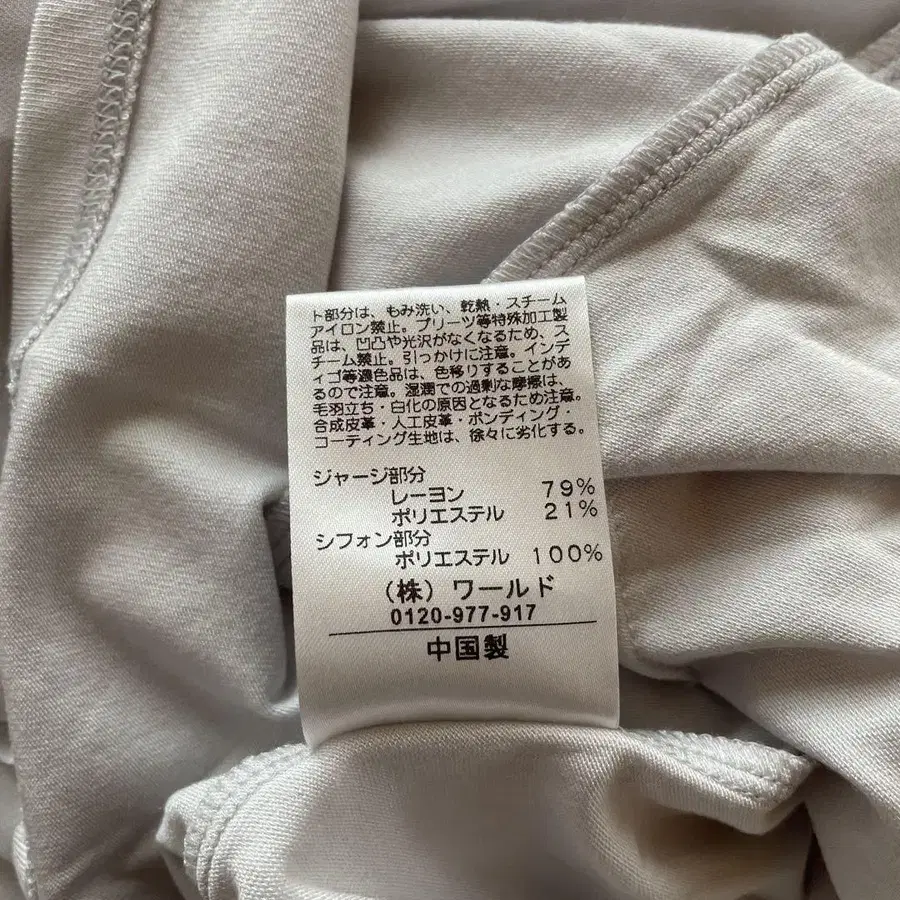 ト部分は、もみ洗い、乾熱・スチーム
アイロン禁止。プリーツ等特殊加工製
品は、凹凸や光沢がなくなるため、ス
チーム禁止。引っかけに注意。インデ
ィゴ等濃色品は、色移りすることがあ
るので注意。湿潤での過剰な摩擦は、
毛羽立ち・白化の原因となるため注意。
合成皮革・人工皮革・ボンディング・
コーティング生地は、徐々に劣化する。
ジャージ部分
レーヨン 79%
ポリエステル 21%
シフォン部分
ポリエステル 100%
(株)ワールド
0120-977-917
中国製